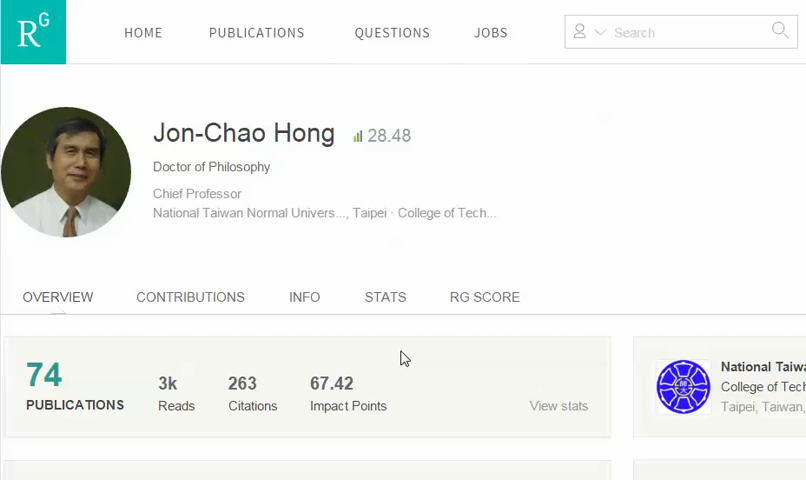 RG
HOME PUBLICATIONS QUESTIONS JOBS Search
Jon-Chao Hong 28.48
Doctor of Philosophy
Chief Professor
National Taiwan Normal Univers..., Taipei · College of Tech...
OVERVIEW CONTRIBUTIONS INFO STATS RG SCORE
74 3k 263 67.42
PUBLICATIONS Reads Citations Impact Points View stats
National Taiwa
College of Tech
Taipei, Taiwan,